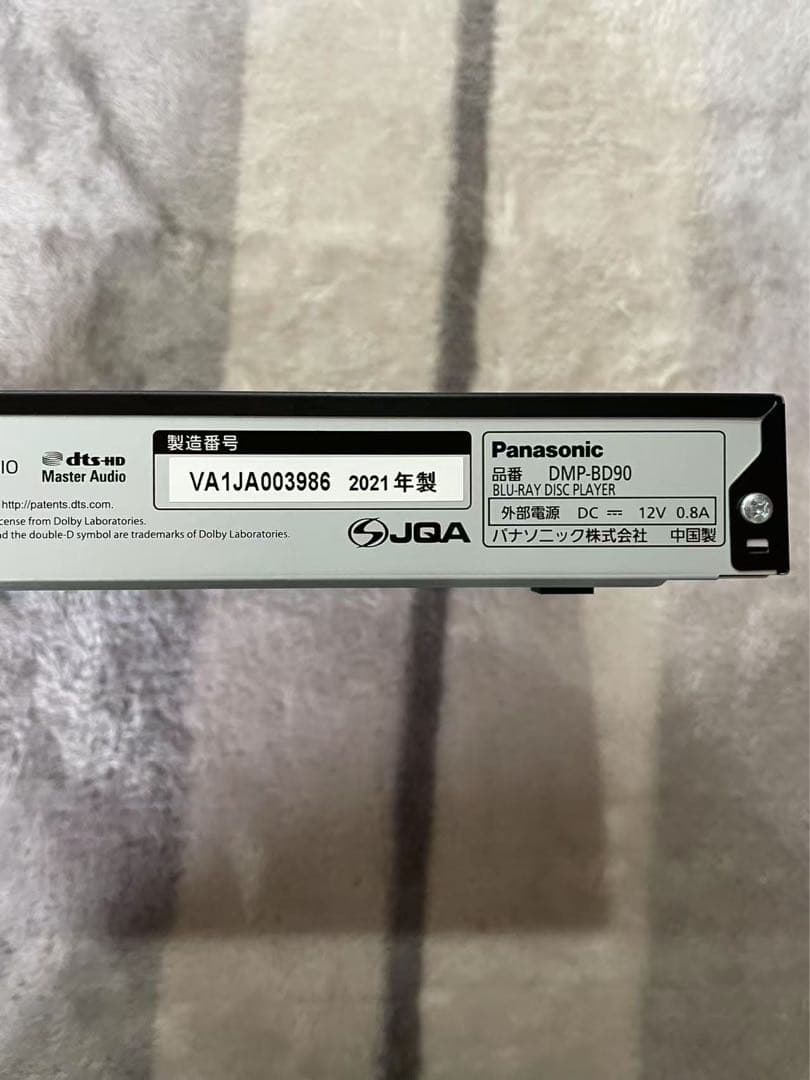 IO
dts-HD
Master Audio
http://patents.dts.com.
cense from Dolby Laboratories.
d the double-D symbol are trademarks of Dolby Laboratories.
製造番号
VA1JA003986 2021年製
JQA
Panasonic
品番 DMP-BD90
BLU-RAY DISC PLAYER
外部電源 DC ⎓ 12V 0.8A
パナソニック株式会社 中国製